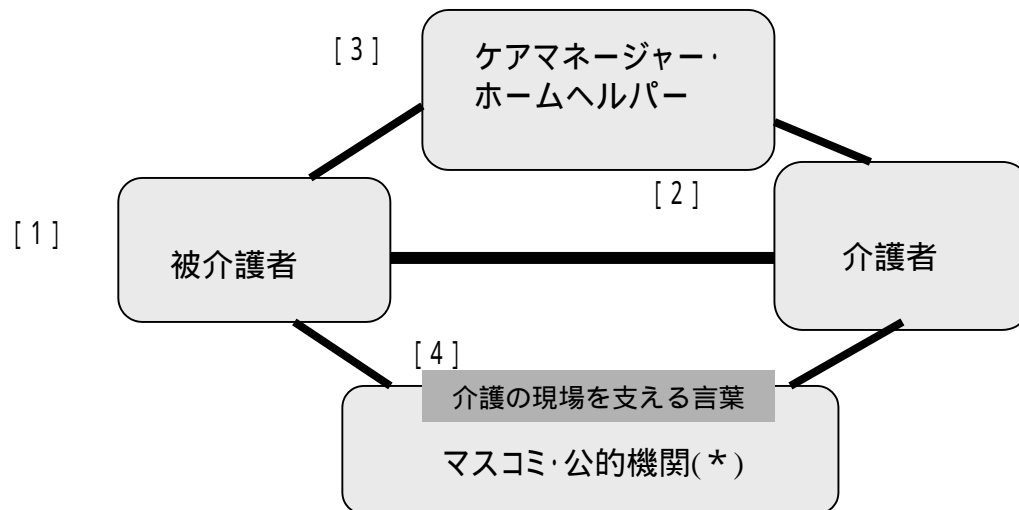 [3]
ケアマネージャー・
ホームヘルパー
[2]
[1]
被介護者
介護者
[4]
介護の現場を支える言葉
マスコミ・公的機関(*)